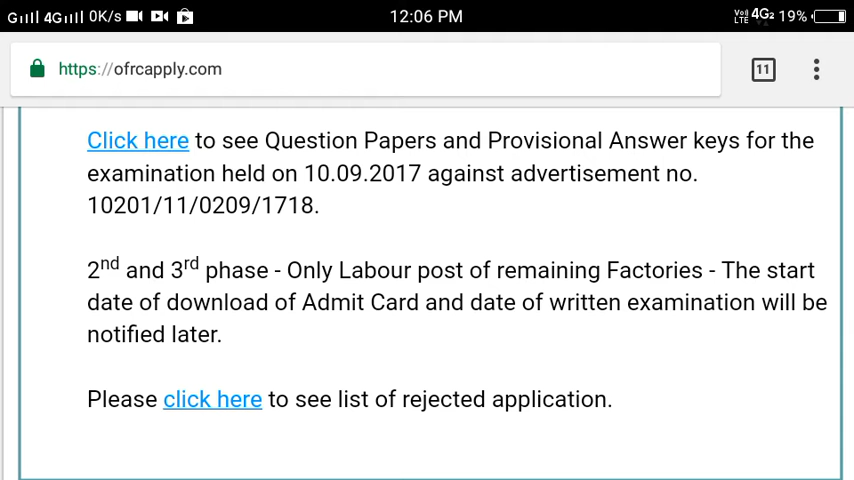 G 4G 0K/s 12:06 PM VoB LTE 4G2 19%
https://ofrcapply.com 11
Click here to see Question Papers and Provisional Answer keys for the
examination held on 10.09.2017 against advertisement no.
10201/11/0209/1718.
2nd and 3rd phase - Only Labour post of remaining Factories - The start
date of download of Admit Card and date of written examination will be
notified later.
Please click here to see list of rejected application.